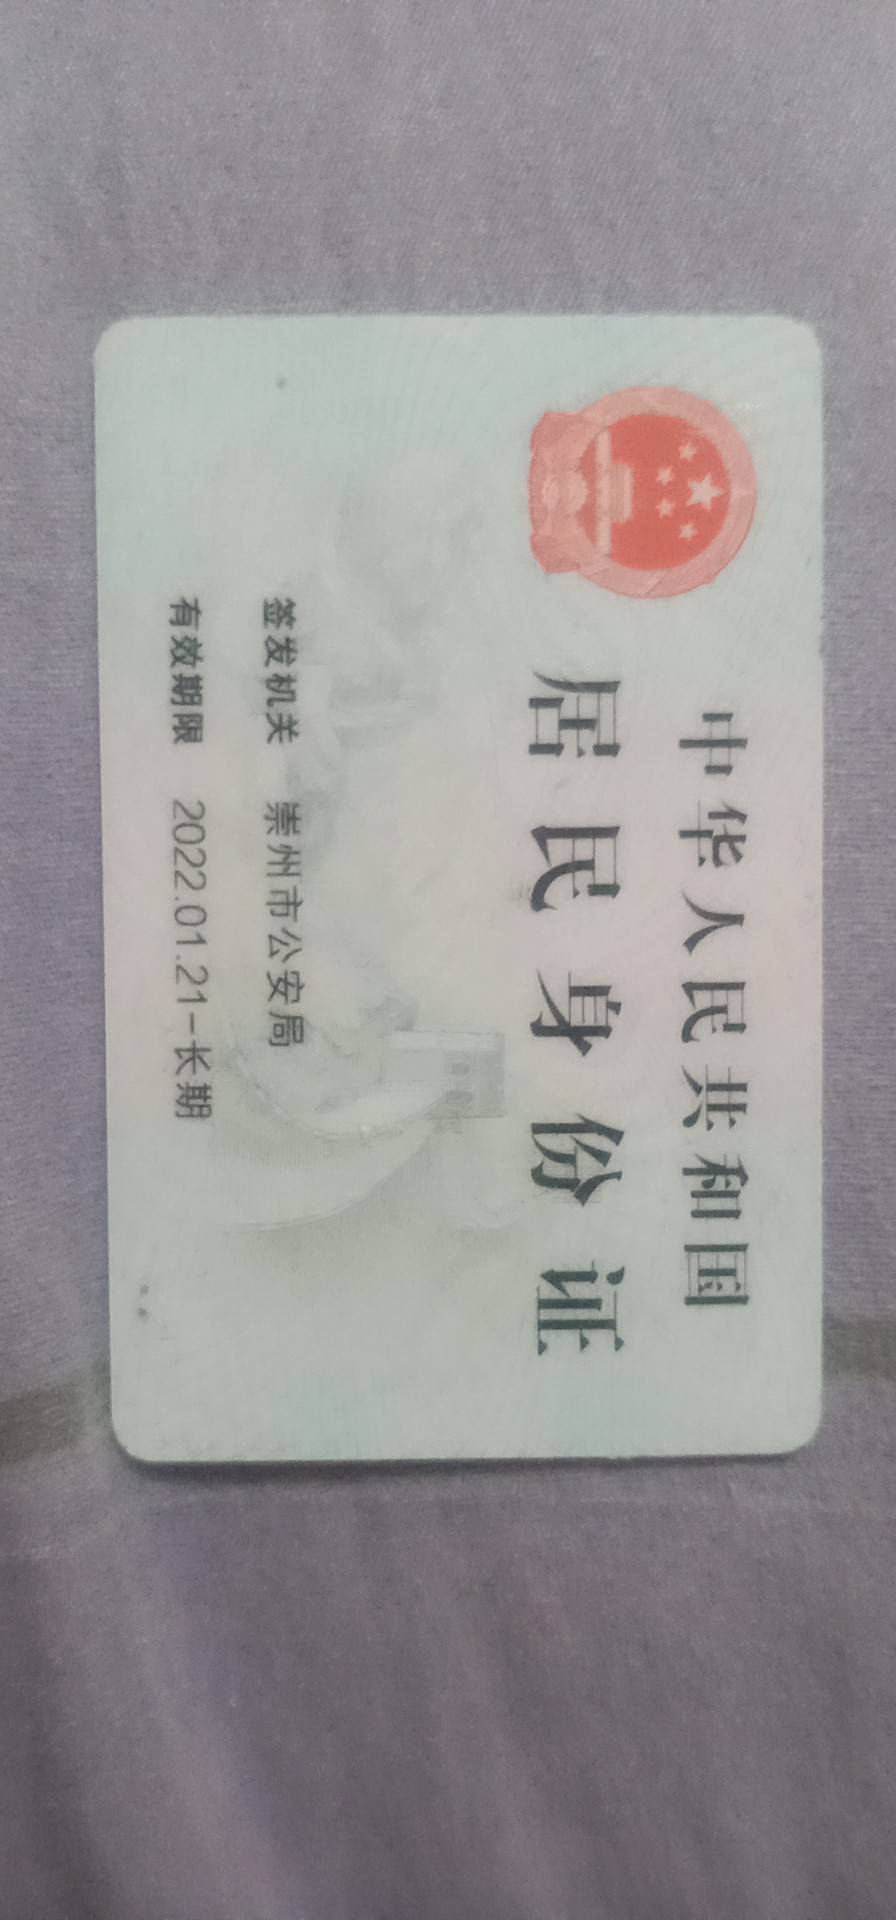 中华人民共和国
居民身份证
签发机关 崇州市公安局
有效期限 2022.01.21-长期